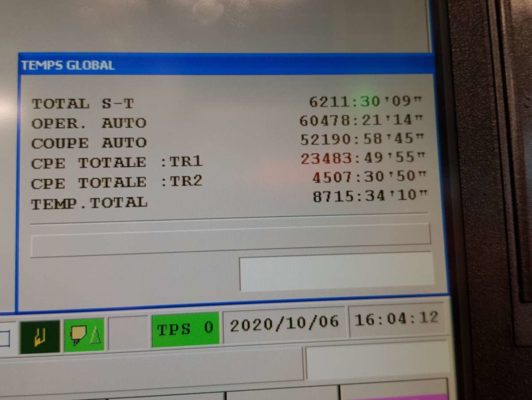 TEMPS GLOBAL
TOTAL S-T 6211:30'09"
OPER. AUTO 60478:21'14"
COUPE AUTO 52190:58'45"
CPE TOTALE :TR1 23483:49'55"
CPE TOTALE :TR2 4507:30'50"
TEMP.TOTAL 8715:34'10"
TPS 0 2020/10/06 16:04:12